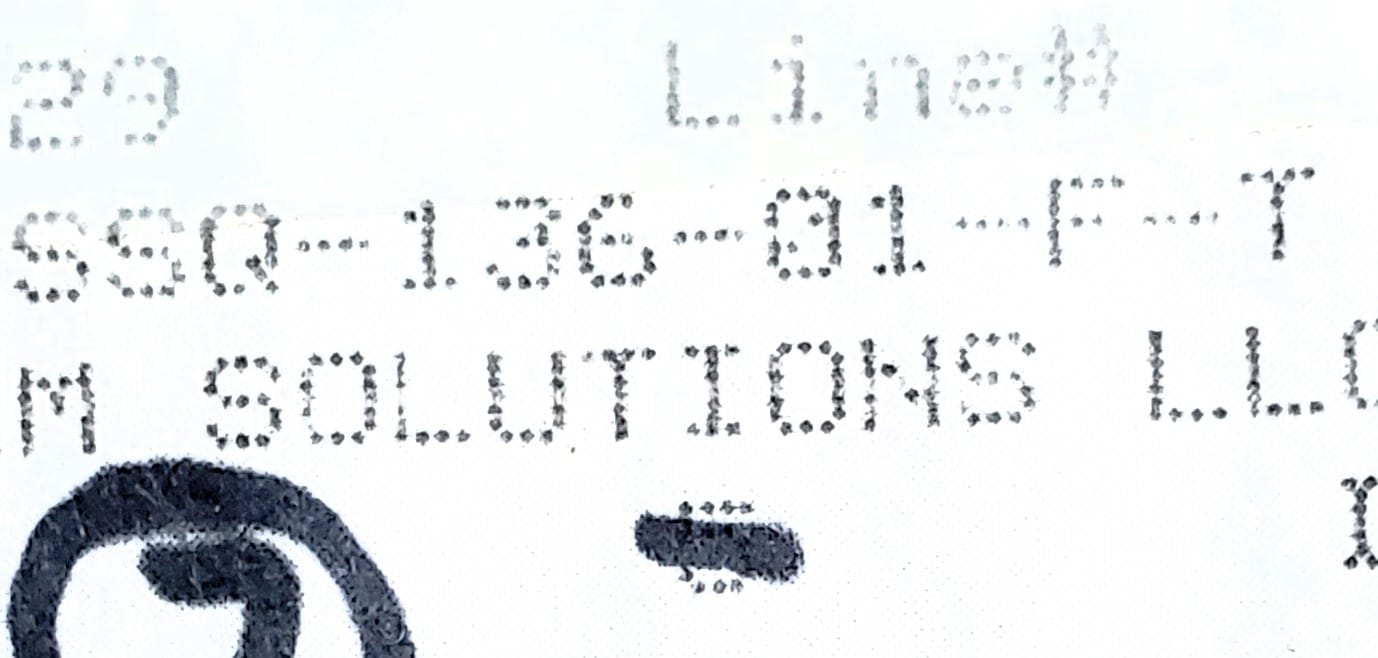 29 Line#
SSQ-136-01-F-T
M SOLUTIONS LLC
I